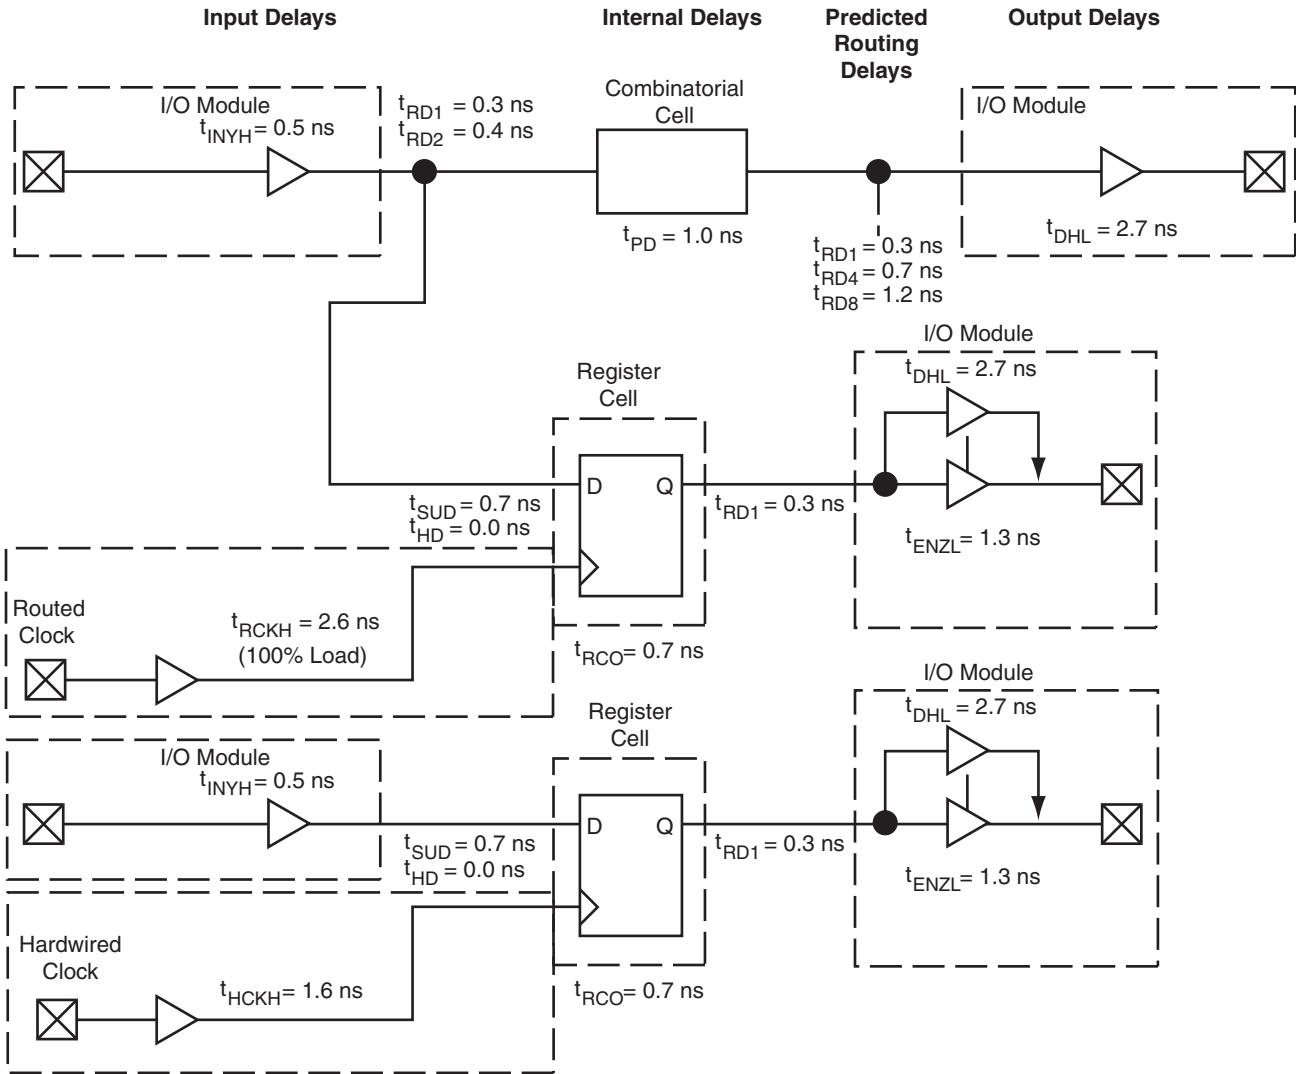 Input Delays
Internal Delays
Predicted
Routing
Delays
Output Delays
I/O Module
tINYH = 0.5 ns
tRD1 = 0.3 ns
tRD2 = 0.4 ns
Combinatorial
Cell
tPD = 1.0 ns
tRD1 = 0.3 ns
tRD4 = 0.7 ns
tRD8 = 1.2 ns
I/O Module
tDHL = 2.7 ns
Register
Cell
D
Q
tSUD = 0.7 ns
tHD = 0.0 ns
tRD1 = 0.3 ns
I/O Module
tDHL = 2.7 ns
tENZL = 1.3 ns
Routed
Clock
tRCKH = 2.6 ns
(100% Load)
tRCO = 0.7 ns
I/O Module
tINYH = 0.5 ns
Register
Cell
D
Q
tSUD = 0.7 ns
tHD = 0.0 ns
tRD1 = 0.3 ns
I/O Module
tDHL = 2.7 ns
tENZL = 1.3 ns
Hardwired
Clock
tHCKH = 1.6 ns
tRCO = 0.7 ns